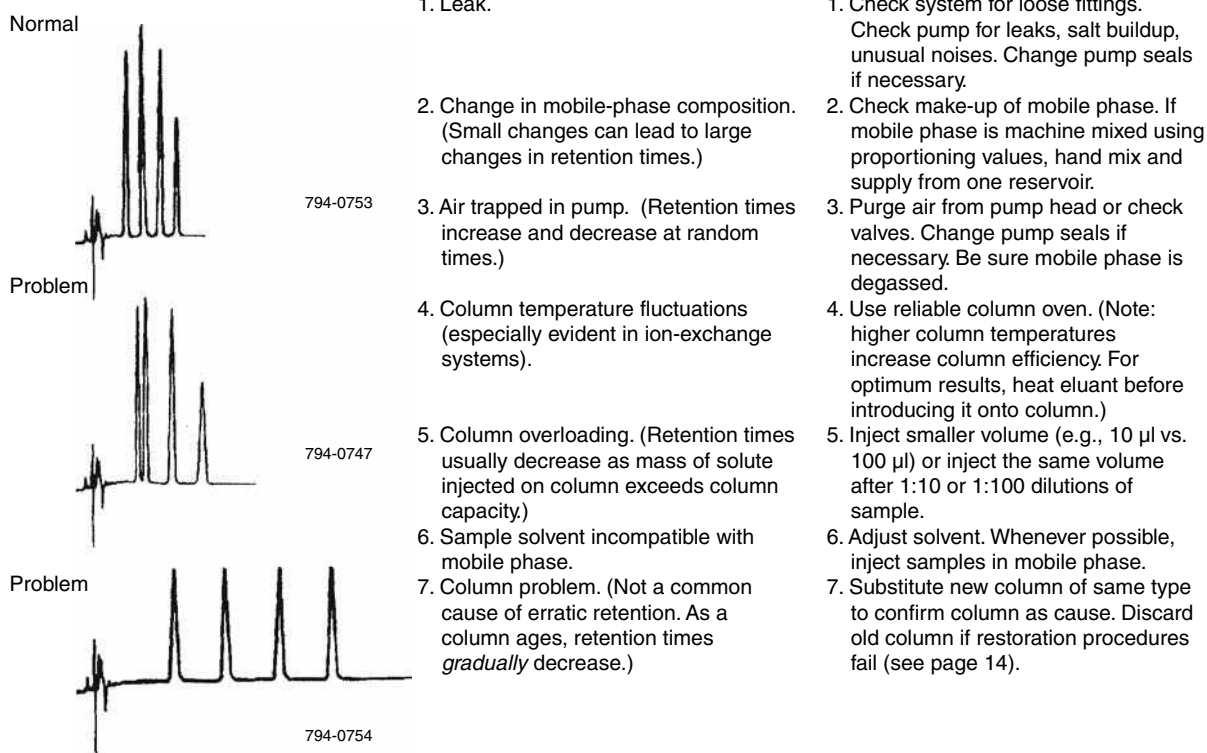 Normal
794-0753
Problem
794-0747
Problem
794-0754
1. Leak.
2. Change in mobile-phase composition.
(Small changes can lead to large
changes in retention times.)
3. Air trapped in pump. (Retention times
increase and decrease at random
times.)
4. Column temperature fluctuations
(especially evident in ion-exchange
systems).
5. Column overloading. (Retention times
usually decrease as mass of solute
injected on column exceeds column
capacity.)
6. Sample solvent incompatible with
mobile phase.
7. Column problem. (Not a common
cause of erratic retention. As a
column ages, retention times
gradually decrease.)
1. Check system for loose fittings.
Check pump for leaks, salt buildup,
unusual noises. Change pump seals
if necessary.
2. Check make-up of mobile phase. If
mobile phase is machine mixed using
proportioning values, hand mix and
supply from one reservoir.
3. Purge air from pump head or check
valves. Change pump seals if
necessary. Be sure mobile phase is
degassed.
4. Use reliable column oven. (Note:
higher column temperatures
increase column efficiency. For
optimum results, heat eluant before
introducing it onto column.)
5. Inject smaller volume (e.g., 10 µl vs.
100 µl) or inject the same volume
after 1:10 or 1:100 dilutions of
sample.
6. Adjust solvent. Whenever possible,
inject samples in mobile phase.
7. Substitute new column of same type
to confirm column as cause. Discard
old column if restoration procedures
fail (see page 14).